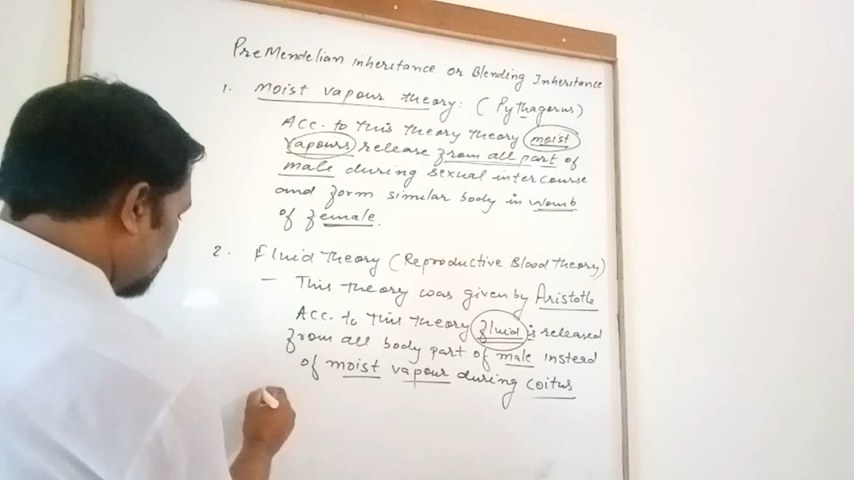 PreMendelian inheritance or Blending Inheritance
1. Moist vapour theory: (Pythagorus)
Acc. to this theory theory moist
vapours release from all part of
male during sexual intercourse
and form similar body in womb
of female.
2. Fluid Theory (Reproductive Blood Theory)
- This theory was given by Aristotle
Acc. to this theory fluid is released
from all body part of male instead
of moist vapour during coitus